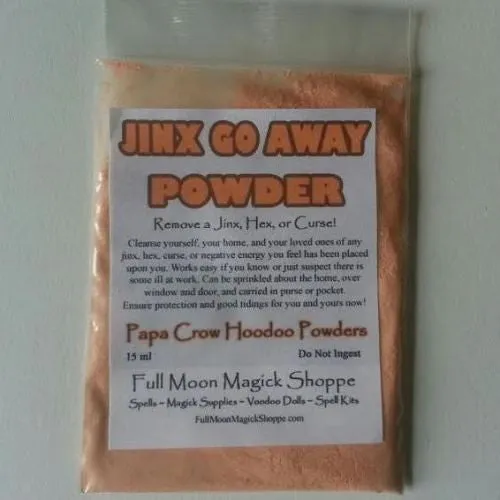 JINX GO AWAY
POWDER
Remove a Jinx, Hex, or Curse!
Cleanse yourself, your home, and your loved ones of any
jinx, hex, curse, or negative energy you feel has been placed
upon you. Works easy if you know or just suspect there is
some ill at work. Can be sprinkled about the home, over
window and door, and carried in purse or pocket.
Ensure protection and good tidings for you and yours now!
Papa Crow Hoodoo Powders
15 ml Do Not Ingest
Full Moon Magick Shoppe
Spells ~ Magick Supplies ~ Voodoo Dolls ~ Spell Kits
FullMoonMagickShoppe.com